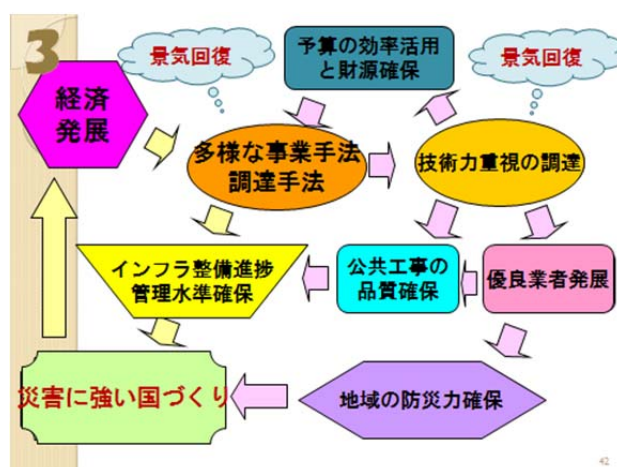 3
景気回復
予算の効率活用
と財源確保
景気回復
経済
発展
多様な事業手法
調達手法
技術力重視の調達
インフラ整備進捗
管理水準確保
公共工事の
品質確保
優良業者発展
災害に強い国づくり
地域の防災力確保
42